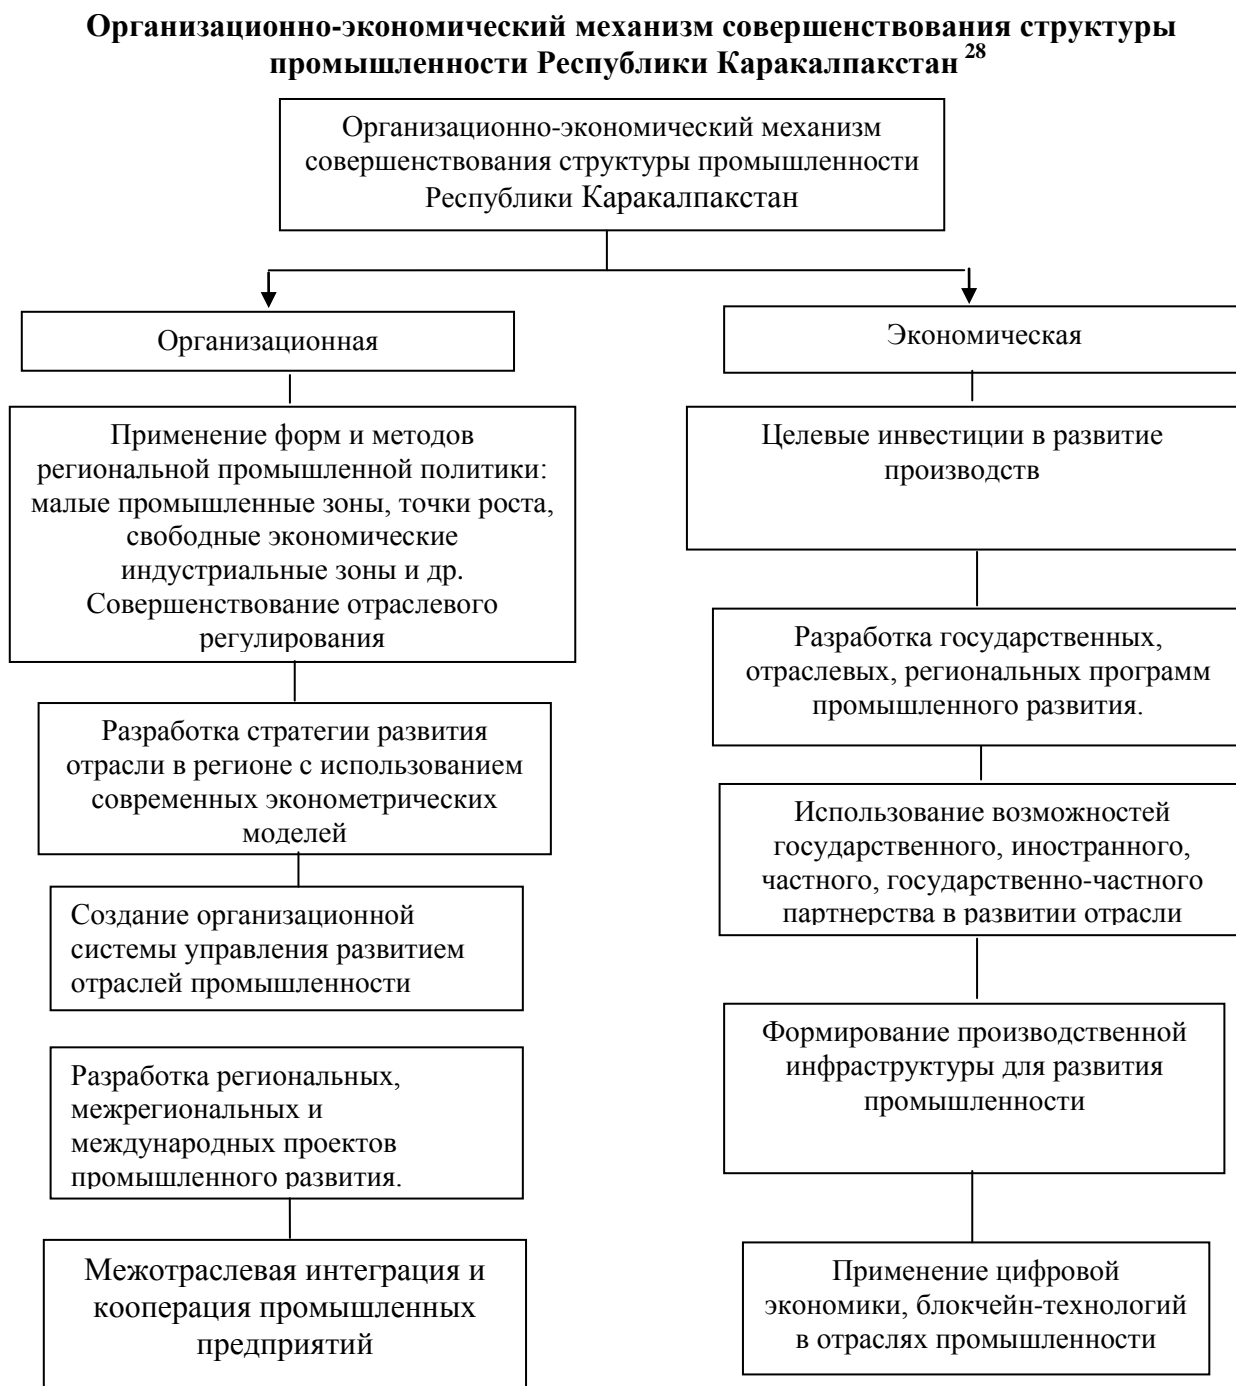 Организационно-экономический механизм совершенствования структуры
промышленности Республики Каракалпакстан 28
Организационно-экономический механизм
совершенствования структуры промышленности
Республики Каракалпакстан
Организационная
Применение форм и методов
региональной промышленной политики:
малые промышленные зоны, точки роста,
свободные экономические
индустриальные зоны и др.
Совершенствование отраслевого
регулирования
Разработка стратегии развития
отрасли в регионе с использованием
современных эконометрических
моделей
Создание организационной
системы управления развитием
отраслей промышленности
Разработка региональных,
межрегиональных и
международных проектов
промышленного развития.
Межотраслевая интеграция и
кооперация промышленных
предприятий
Экономическая
Целевые инвестиции в развитие
производств
Разработка государственных,
отраслевых, региональных программ
промышленного развития.
Использование возможностей
государственного, иностранного,
частного, государственно-частного
партнерства в развитии отрасли
Формирование производственной
инфраструктуры для развития
промышленности
Применение цифровой
экономики, блокчейн-технологий
в отраслях промышленности